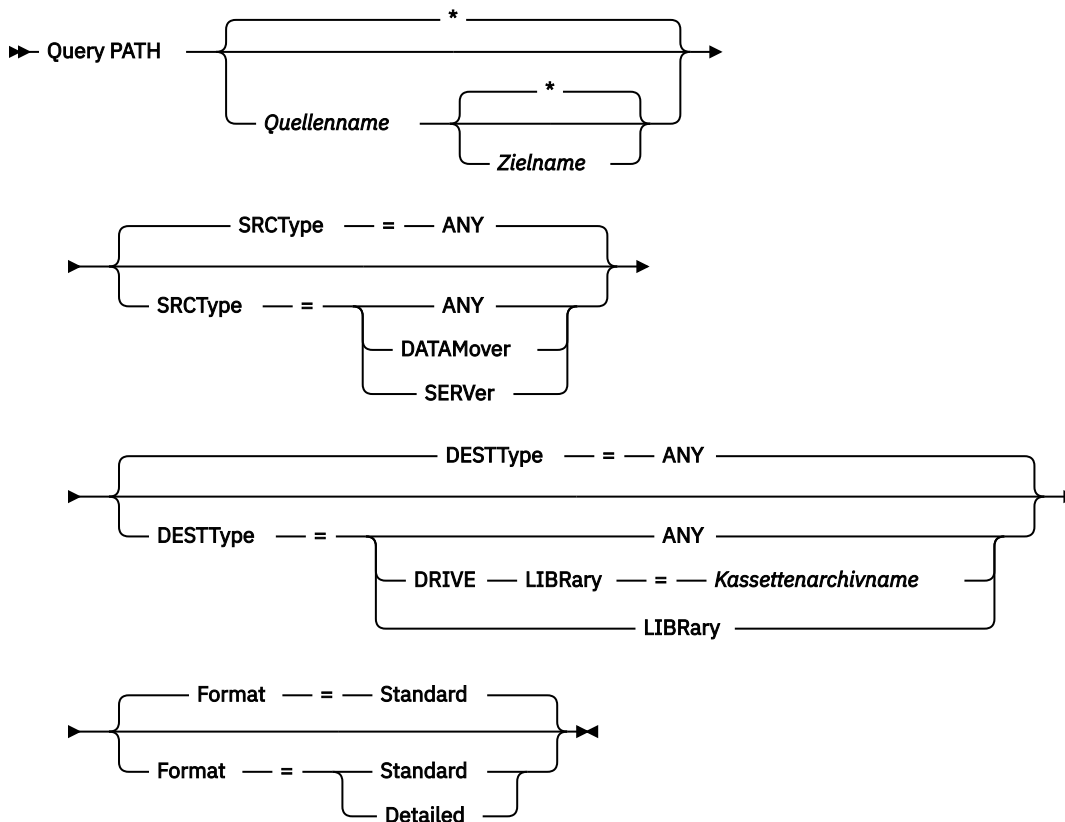 *
Query PATH
Quellenname
*
Zielname
SRCType = ANY
SRCType = ANY
DATAMover
SERVer
DESTType = ANY
DESTType = ANY
DRIVE LIBRary = Kassettenarchivname
LIBRary
Format = Standard
Format = Standard
Detailed